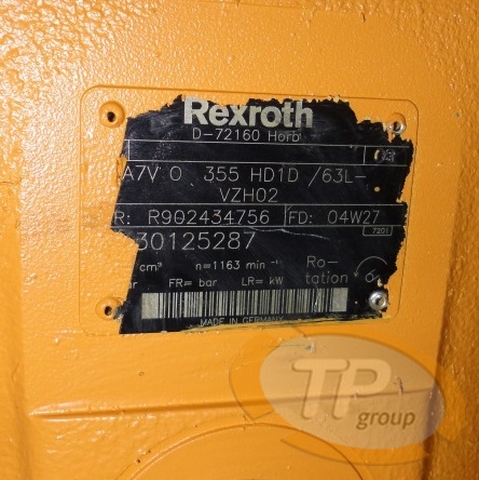 Rexroth
D-72160 Horb
A7V O 355 HD1D /63L-
VZH02
R: R902434756 FD: 04W27
30125287
7201
cm³ n=1163 min⁻¹ Ro-
FR= bar LR= kW tation
MADE IN GERMANY
TP
group